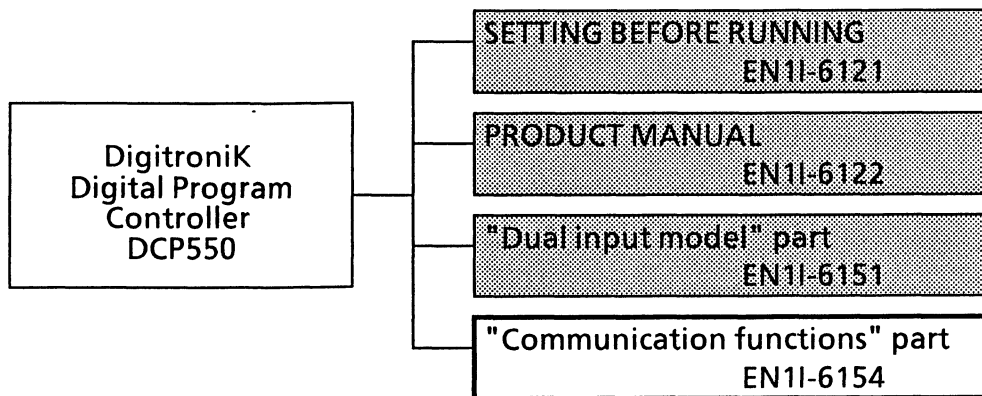 DigitroniK
Digital Program
Controller
DCP550
SETTING BEFORE RUNNING
EN1I-6121
PRODUCT MANUAL
EN1I-6122
"Dual input model" part
EN1I-6151
"Communication functions" part
EN1I-6154